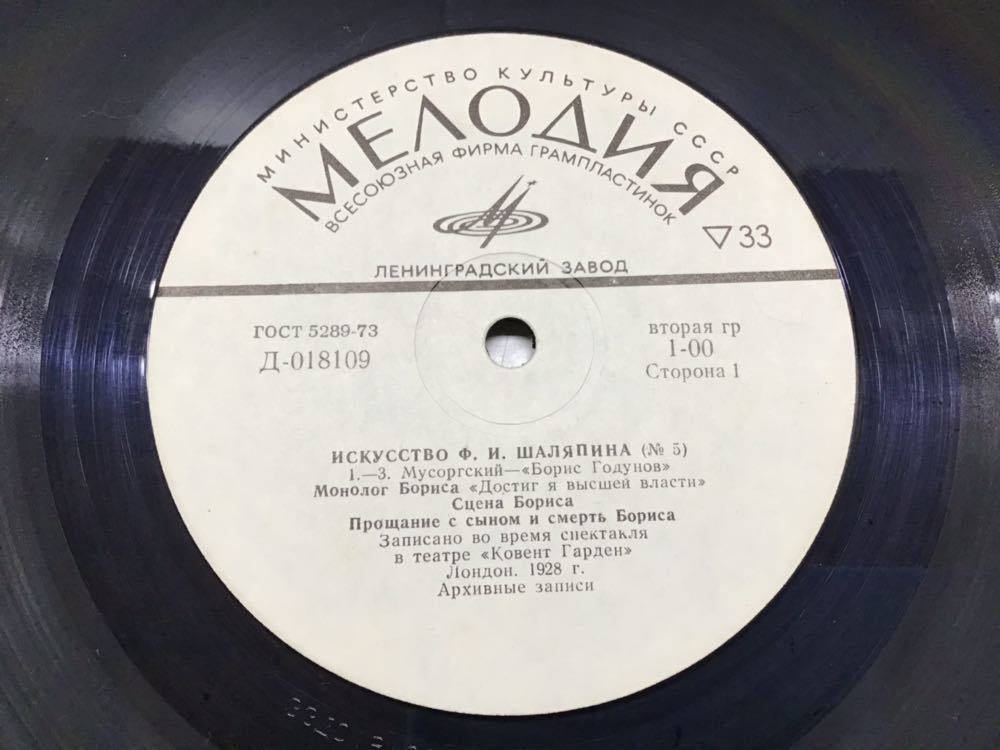 МИНИСТЕРСТВО КУЛЬТУРЫ СССР
МЕЛОДИЯ
ВСЕСОЮЗНАЯ ФИРМА ГРАМПЛАСТИНОК
▽33
ЛЕНИНГРАДСКИЙ ЗАВОД
ГОСТ 5289-73
Д-018109
вторая гр
1-00
Сторона 1
ИСКУССТВО Ф. И. ШАЛЯПИНА (№ 5)
1.—3. Мусоргский—«Борис Годунов»
Монолог Бориса «Достиг я высшей власти»
Сцена Бориса
Прощание с сыном и смерть Бориса
Записано во время спектакля
в театре «Ковент Гарден»
Лондон. 1928 г.
Архивные записи